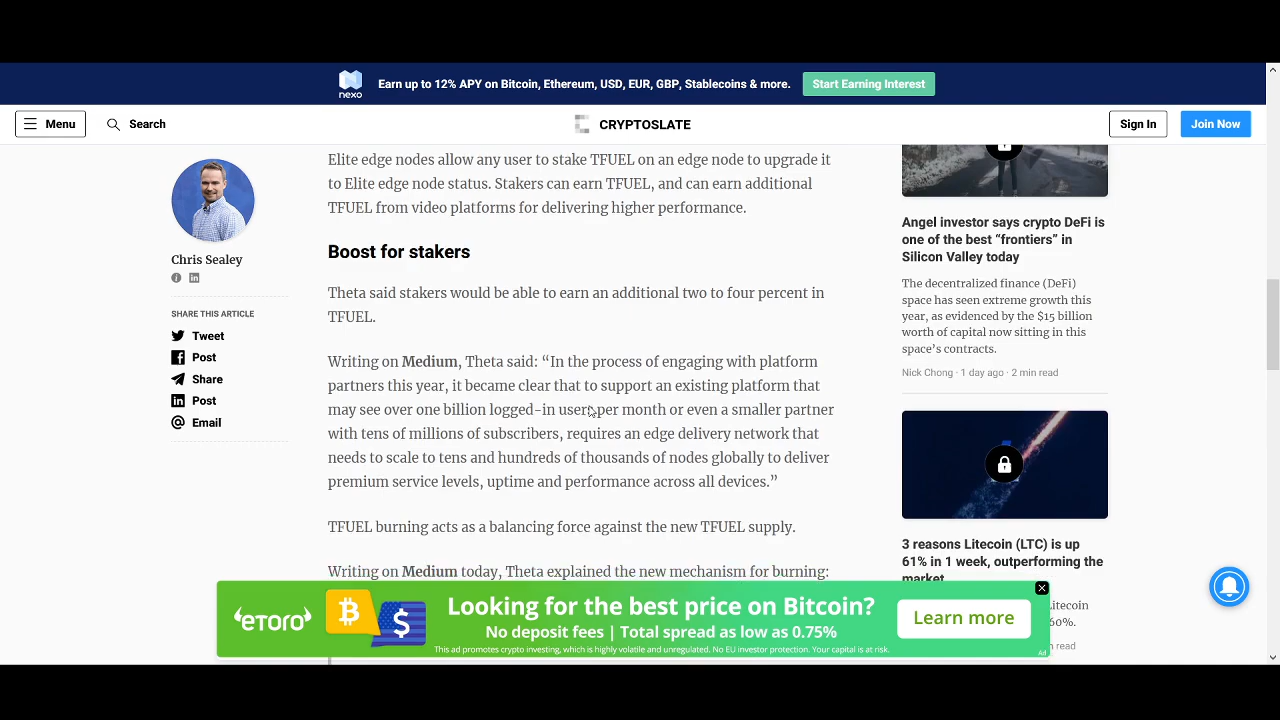 nexo
Earn up to 12% APY on Bitcoin, Ethereum, USD, EUR, GBP, Stablecoins & more.
Start Earning Interest
Menu
Search
CRYPTOSLATE
Sign In
Join Now
Chris Sealey
SHARE THIS ARTICLE
Tweet
Post
Share
Post
Email
Elite edge nodes allow any user to stake TFUEL on an edge node to upgrade it
to Elite edge node status. Stakers can earn TFUEL, and can earn additional
TFUEL from video platforms for delivering higher performance.
Boost for stakers
Theta said stakers would be able to earn an additional two to four percent in
TFUEL.
Writing on Medium, Theta said: “In the process of engaging with platform
partners this year, it became clear that to support an existing platform that
may see over one billion logged-in users per month or even a smaller partner
with tens of millions of subscribers, requires an edge delivery network that
needs to scale to tens and hundreds of thousands of nodes globally to deliver
premium service levels, uptime and performance across all devices.”
TFUEL burning acts as a balancing force against the new TFUEL supply.
Writing on Medium today, Theta explained the new mechanism for burning:
Angel investor says crypto DeFi is
one of the best “frontiers” in
Silicon Valley today
The decentralized finance (DeFi)
space has seen extreme growth this
year, as evidenced by the $15 billion
worth of capital now sitting in this
space’s contracts.
Nick Chong · 1 day ago · 2 min read
3 reasons Litecoin (LTC) is up
61% in 1 week, outperforming the
market
itecoin
60%.
n read
eTORO
Looking for the best price on Bitcoin?
No deposit fees | Total spread as low as 0.75%
This ad promotes crypto investing, which is highly volatile and unregulated. No EU investor protection. Your capital is at risk.
Learn more
Ad